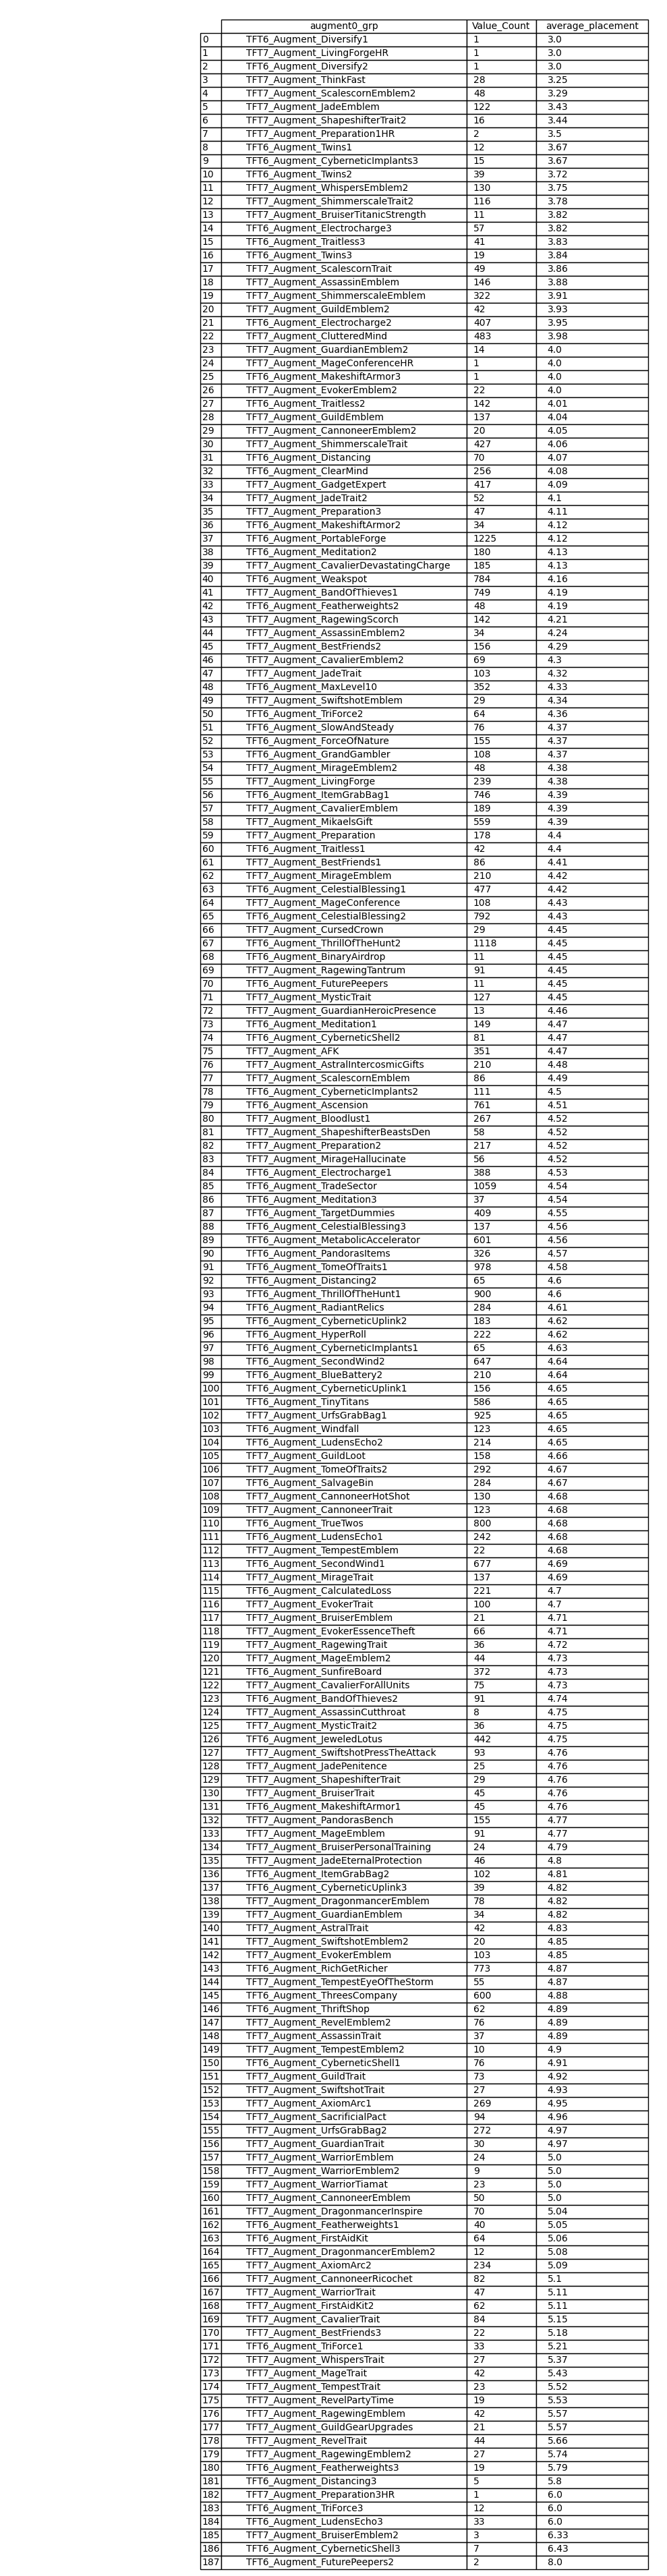 augment0_grp Value_Count average_placement
0 TFT6_Augment_Diversify1 1 3.0
1 TFT7_Augment_LivingForgeHR 1 3.0
2 TFT6_Augment_Diversify2 1 3.0
3 TFT7_Augment_ThinkFast 28 3.25
4 TFT7_Augment_ScalescornEmblem2 48 3.29
5 TFT7_Augment_JadeEmblem 122 3.43
6 TFT7_Augment_ShapeshifterTrait2 16 3.44
7 TFT7_Augment_Preparation1HR 2 3.5
8 TFT6_Augment_Twins1 12 3.67
9 TFT6_Augment_CyberneticImplants3 15 3.67
10 TFT6_Augment_Twins2 39 3.72
11 TFT7_Augment_WhispersEmblem2 130 3.75
12 TFT7_Augment_ShimmerscaleTrait2 116 3.78
13 TFT7_Augment_BruiserTitanicStrength 11 3.82
14 TFT6_Augment_Electrocharge3 57 3.82
15 TFT6_Augment_Traitless3 41 3.83
16 TFT6_Augment_Twins3 19 3.84
17 TFT7_Augment_ScalescornTrait 49 3.86
18 TFT7_Augment_AssassinEmblem 146 3.88
19 TFT7_Augment_ShimmerscaleEmblem 322 3.91
20 TFT7_Augment_GuildEmblem2 42 3.93
21 TFT6_Augment_Electrocharge2 407 3.95
22 TFT7_Augment_ClutteredMind 483 3.98
23 TFT7_Augment_GuardianEmblem2 14 4.0
24 TFT7_Augment_MageConferenceHR 1 4.0
25 TFT6_Augment_MakeshiftArmor3 1 4.0
26 TFT7_Augment_EvokerEmblem2 22 4.0
27 TFT6_Augment_Traitless2 142 4.01
28 TFT7_Augment_GuildEmblem 137 4.04
29 TFT7_Augment_CannoneerEmblem2 20 4.05
30 TFT7_Augment_ShimmerscaleTrait 427 4.06
31 TFT6_Augment_Distancing 70 4.07
32 TFT6_Augment_ClearMind 256 4.08
33 TFT7_Augment_GadgetExpert 417 4.09
34 TFT7_Augment_JadeTrait2 52 4.1
35 TFT7_Augment_Preparation3 47 4.11
36 TFT6_Augment_MakeshiftArmor2 34 4.12
37 TFT6_Augment_PortableForge 1225 4.12
38 TFT6_Augment_Meditation2 180 4.13
39 TFT7_Augment_CavalierDevastatingCharge 185 4.13
40 TFT6_Augment_Weakspot 784 4.16
41 TFT7_Augment_BandOfThieves1 749 4.19
42 TFT6_Augment_Featherweights2 48 4.19
43 TFT7_Augment_RagewingScorch 142 4.21
44 TFT7_Augment_AssassinEmblem2 34 4.24
45 TFT7_Augment_BestFriends2 156 4.29
46 TFT7_Augment_CavalierEmblem2 69 4.3
47 TFT7_Augment_JadeTrait 103 4.32
48 TFT6_Augment_MaxLevel10 352 4.33
49 TFT7_Augment_SwiftshotEmblem 29 4.34
50 TFT6_Augment_TriForce2 64 4.36
51 TFT6_Augment_SlowAndSteady 76 4.37
52 TFT6_Augment_ForceOfNature 155 4.37
53 TFT6_Augment_GrandGambler 108 4.37
54 TFT7_Augment_MirageEmblem2 48 4.38
55 TFT7_Augment_LivingForge 239 4.38
56 TFT6_Augment_ItemGrabBag1 746 4.39
57 TFT7_Augment_CavalierEmblem 189 4.39
58 TFT7_Augment_MikaelsGift 559 4.39
59 TFT7_Augment_Preparation 178 4.4
60 TFT6_Augment_Traitless1 42 4.4
61 TFT7_Augment_BestFriends1 86 4.41
62 TFT7_Augment_MirageEmblem 210 4.42
63 TFT6_Augment_CelestialBlessing1 477 4.42
64 TFT7_Augment_MageConference 108 4.43
65 TFT6_Augment_CelestialBlessing2 792 4.43
66 TFT7_Augment_CursedCrown 29 4.45
67 TFT6_Augment_ThrillOfTheHunt2 1118 4.45
68 TFT6_Augment_BinaryAirdrop 11 4.45
69 TFT7_Augment_RagewingTantrum 91 4.45
70 TFT6_Augment_FuturePeepers 11 4.45
71 TFT7_Augment_MysticTrait 127 4.45
72 TFT7_Augment_GuardianHeroicPresence 13 4.46
73 TFT6_Augment_Meditation1 149 4.47
74 TFT6_Augment_CyberneticShell2 81 4.47
75 TFT7_Augment_AFK 351 4.47
76 TFT7_Augment_AstralIntercosmicGifts 210 4.48
77 TFT7_Augment_ScalescornEmblem 86 4.49
78 TFT6_Augment_CyberneticImplants2 111 4.5
79 TFT6_Augment_Ascension 761 4.51
80 TFT7_Augment_Bloodlust1 267 4.52
81 TFT7_Augment_ShapeshifterBeastsDen 58 4.52
82 TFT7_Augment_Preparation2 217 4.52
83 TFT7_Augment_MirageHallucinate 56 4.52
84 TFT6_Augment_Electrocharge1 388 4.53
85 TFT6_Augment_TradeSector 1059 4.54
86 TFT6_Augment_Meditation3 37 4.54
87 TFT6_Augment_TargetDummies 409 4.55
88 TFT6_Augment_CelestialBlessing3 137 4.56
89 TFT6_Augment_MetabolicAccelerator 601 4.56
90 TFT6_Augment_PandorasItems 326 4.57
91 TFT6_Augment_TomeOfTraits1 978 4.58
92 TFT6_Augment_Distancing2 65 4.6
93 TFT6_Augment_ThrillOfTheHunt1 900 4.6
94 TFT6_Augment_RadiantRelics 284 4.61
95 TFT6_Augment_CyberneticUplink2 183 4.62
96 TFT6_Augment_HyperRoll 222 4.62
97 TFT6_Augment_CyberneticImplants1 65 4.63
98 TFT6_Augment_SecondWind2 647 4.64
99 TFT6_Augment_BlueBattery2 210 4.64
100 TFT6_Augment_CyberneticUplink1 156 4.65
101 TFT6_Augment_TinyTitans 586 4.65
102 TFT7_Augment_UrfsGrabBag1 925 4.65
103 TFT6_Augment_Windfall 123 4.65
104 TFT6_Augment_LudensEcho2 214 4.65
105 TFT7_Augment_GuildLoot 158 4.66
106 TFT7_Augment_TomeOfTraits2 292 4.67
107 TFT6_Augment_SalvageBin 284 4.67
108 TFT7_Augment_CannoneerHotShot 130 4.68
109 TFT7_Augment_CannoneerTrait 123 4.68
110 TFT6_Augment_TrueTwos 800 4.68
111 TFT6_Augment_LudensEcho1 242 4.68
112 TFT7_Augment_TempestEmblem 22 4.68
113 TFT6_Augment_SecondWind1 677 4.69
114 TFT7_Augment_MirageTrait 137 4.69
115 TFT6_Augment_CalculatedLoss 221 4.7
116 TFT7_Augment_EvokerTrait 100 4.7
117 TFT7_Augment_BruiserEmblem 21 4.71
118 TFT7_Augment_EvokerEssenceTheft 66 4.71
119 TFT7_Augment_RagewingTrait 36 4.72
120 TFT7_Augment_MageEmblem2 44 4.73
121 TFT6_Augment_SunfireBoard 372 4.73
122 TFT7_Augment_CavalierForAllUnits 75 4.73
123 TFT7_Augment_BandOfThieves2 91 4.74
124 TFT7_Augment_AssassinCutthroat 8 4.75
125 TFT7_Augment_MysticTrait2 36 4.75
126 TFT6_Augment_JeweledLotus 442 4.75
127 TFT7_Augment_SwiftshotPressTheAttack 93 4.76
128 TFT7_Augment_JadePenitence 25 4.76
129 TFT7_Augment_ShapeshifterTrait 29 4.76
130 TFT7_Augment_BruiserTrait 45 4.76
131 TFT6_Augment_MakeshiftArmor1 45 4.76
132 TFT7_Augment_PandorasBench 155 4.77
133 TFT7_Augment_MageEmblem 91 4.77
134 TFT7_Augment_BruiserPersonalTraining 24 4.79
135 TFT7_Augment_JadeEternalProtection 46 4.8
136 TFT6_Augment_ItemGrabBag2 102 4.81
137 TFT6_Augment_CyberneticUplink3 39 4.82
138 TFT7_Augment_DragonmancerEmblem 78 4.82
139 TFT7_Augment_GuardianEmblem 34 4.82
140 TFT7_Augment_AstralTrait 42 4.83
141 TFT7_Augment_SwiftshotEmblem2 20 4.85
142 TFT7_Augment_EvokerEmblem 103 4.85
143 TFT6_Augment_RichGetRicher 773 4.87
144 TFT7_Augment_TempestEyeOfTheStorm 55 4.87
145 TFT6_Augment_ThreesCompany 600 4.88
146 TFT6_Augment_ThriftShop 62 4.89
147 TFT7_Augment_RevelEmblem2 76 4.89
148 TFT7_Augment_AssassinTrait 37 4.89
149 TFT7_Augment_TempestEmblem2 10 4.9
150 TFT6_Augment_CyberneticShell1 76 4.91
151 TFT7_Augment_GuildTrait 73 4.92
152 TFT7_Augment_SwiftshotTrait 27 4.93
153 TFT7_Augment_AxiomArc1 269 4.95
154 TFT7_Augment_SacrificialPact 94 4.96
155 TFT7_Augment_UrfsGrabBag2 272 4.97
156 TFT7_Augment_GuardianTrait 30 4.97
157 TFT7_Augment_WarriorEmblem 24 5.0
158 TFT7_Augment_WarriorEmblem2 9 5.0
159 TFT7_Augment_WarriorTiamat 23 5.0
160 TFT7_Augment_CannoneerEmblem 50 5.0
161 TFT7_Augment_DragonmancerInspire 70 5.04
162 TFT6_Augment_Featherweights1 40 5.05
163 TFT6_Augment_FirstAidKit 64 5.06
164 TFT7_Augment_DragonmancerEmblem2 12 5.08
165 TFT7_Augment_AxiomArc2 234 5.09
166 TFT7_Augment_CannoneerRicochet 82 5.1
167 TFT7_Augment_WarriorTrait 47 5.11
168 TFT7_Augment_FirstAidKit2 62 5.11
169 TFT7_Augment_CavalierTrait 84 5.15
170 TFT7_Augment_BestFriends3 22 5.18
171 TFT6_Augment_TriForce1 33 5.21
172 TFT7_Augment_WhispersTrait 27 5.37
173 TFT7_Augment_MageTrait 42 5.43
174 TFT7_Augment_TempestTrait 23 5.52
175 TFT7_Augment_RevelPartyTime 19 5.53
176 TFT7_Augment_RagewingEmblem 42 5.57
177 TFT7_Augment_GuildGearUpgrades 21 5.57
178 TFT7_Augment_RevelTrait 44 5.66
179 TFT7_Augment_RagewingEmblem2 27 5.74
180 TFT6_Augment_Featherweights3 19 5.79
181 TFT6_Augment_Distancing3 5 5.8
182 TFT7_Augment_Preparation3HR 1 6.0
183 TFT6_Augment_TriForce3 12 6.0
184 TFT6_Augment_LudensEcho3 33 6.0
185 TFT7_Augment_BruiserEmblem2 3 6.33
186 TFT6_Augment_CyberneticShell3 7 6.43
187 TFT6_Augment_FuturePeepers2 2 8.0